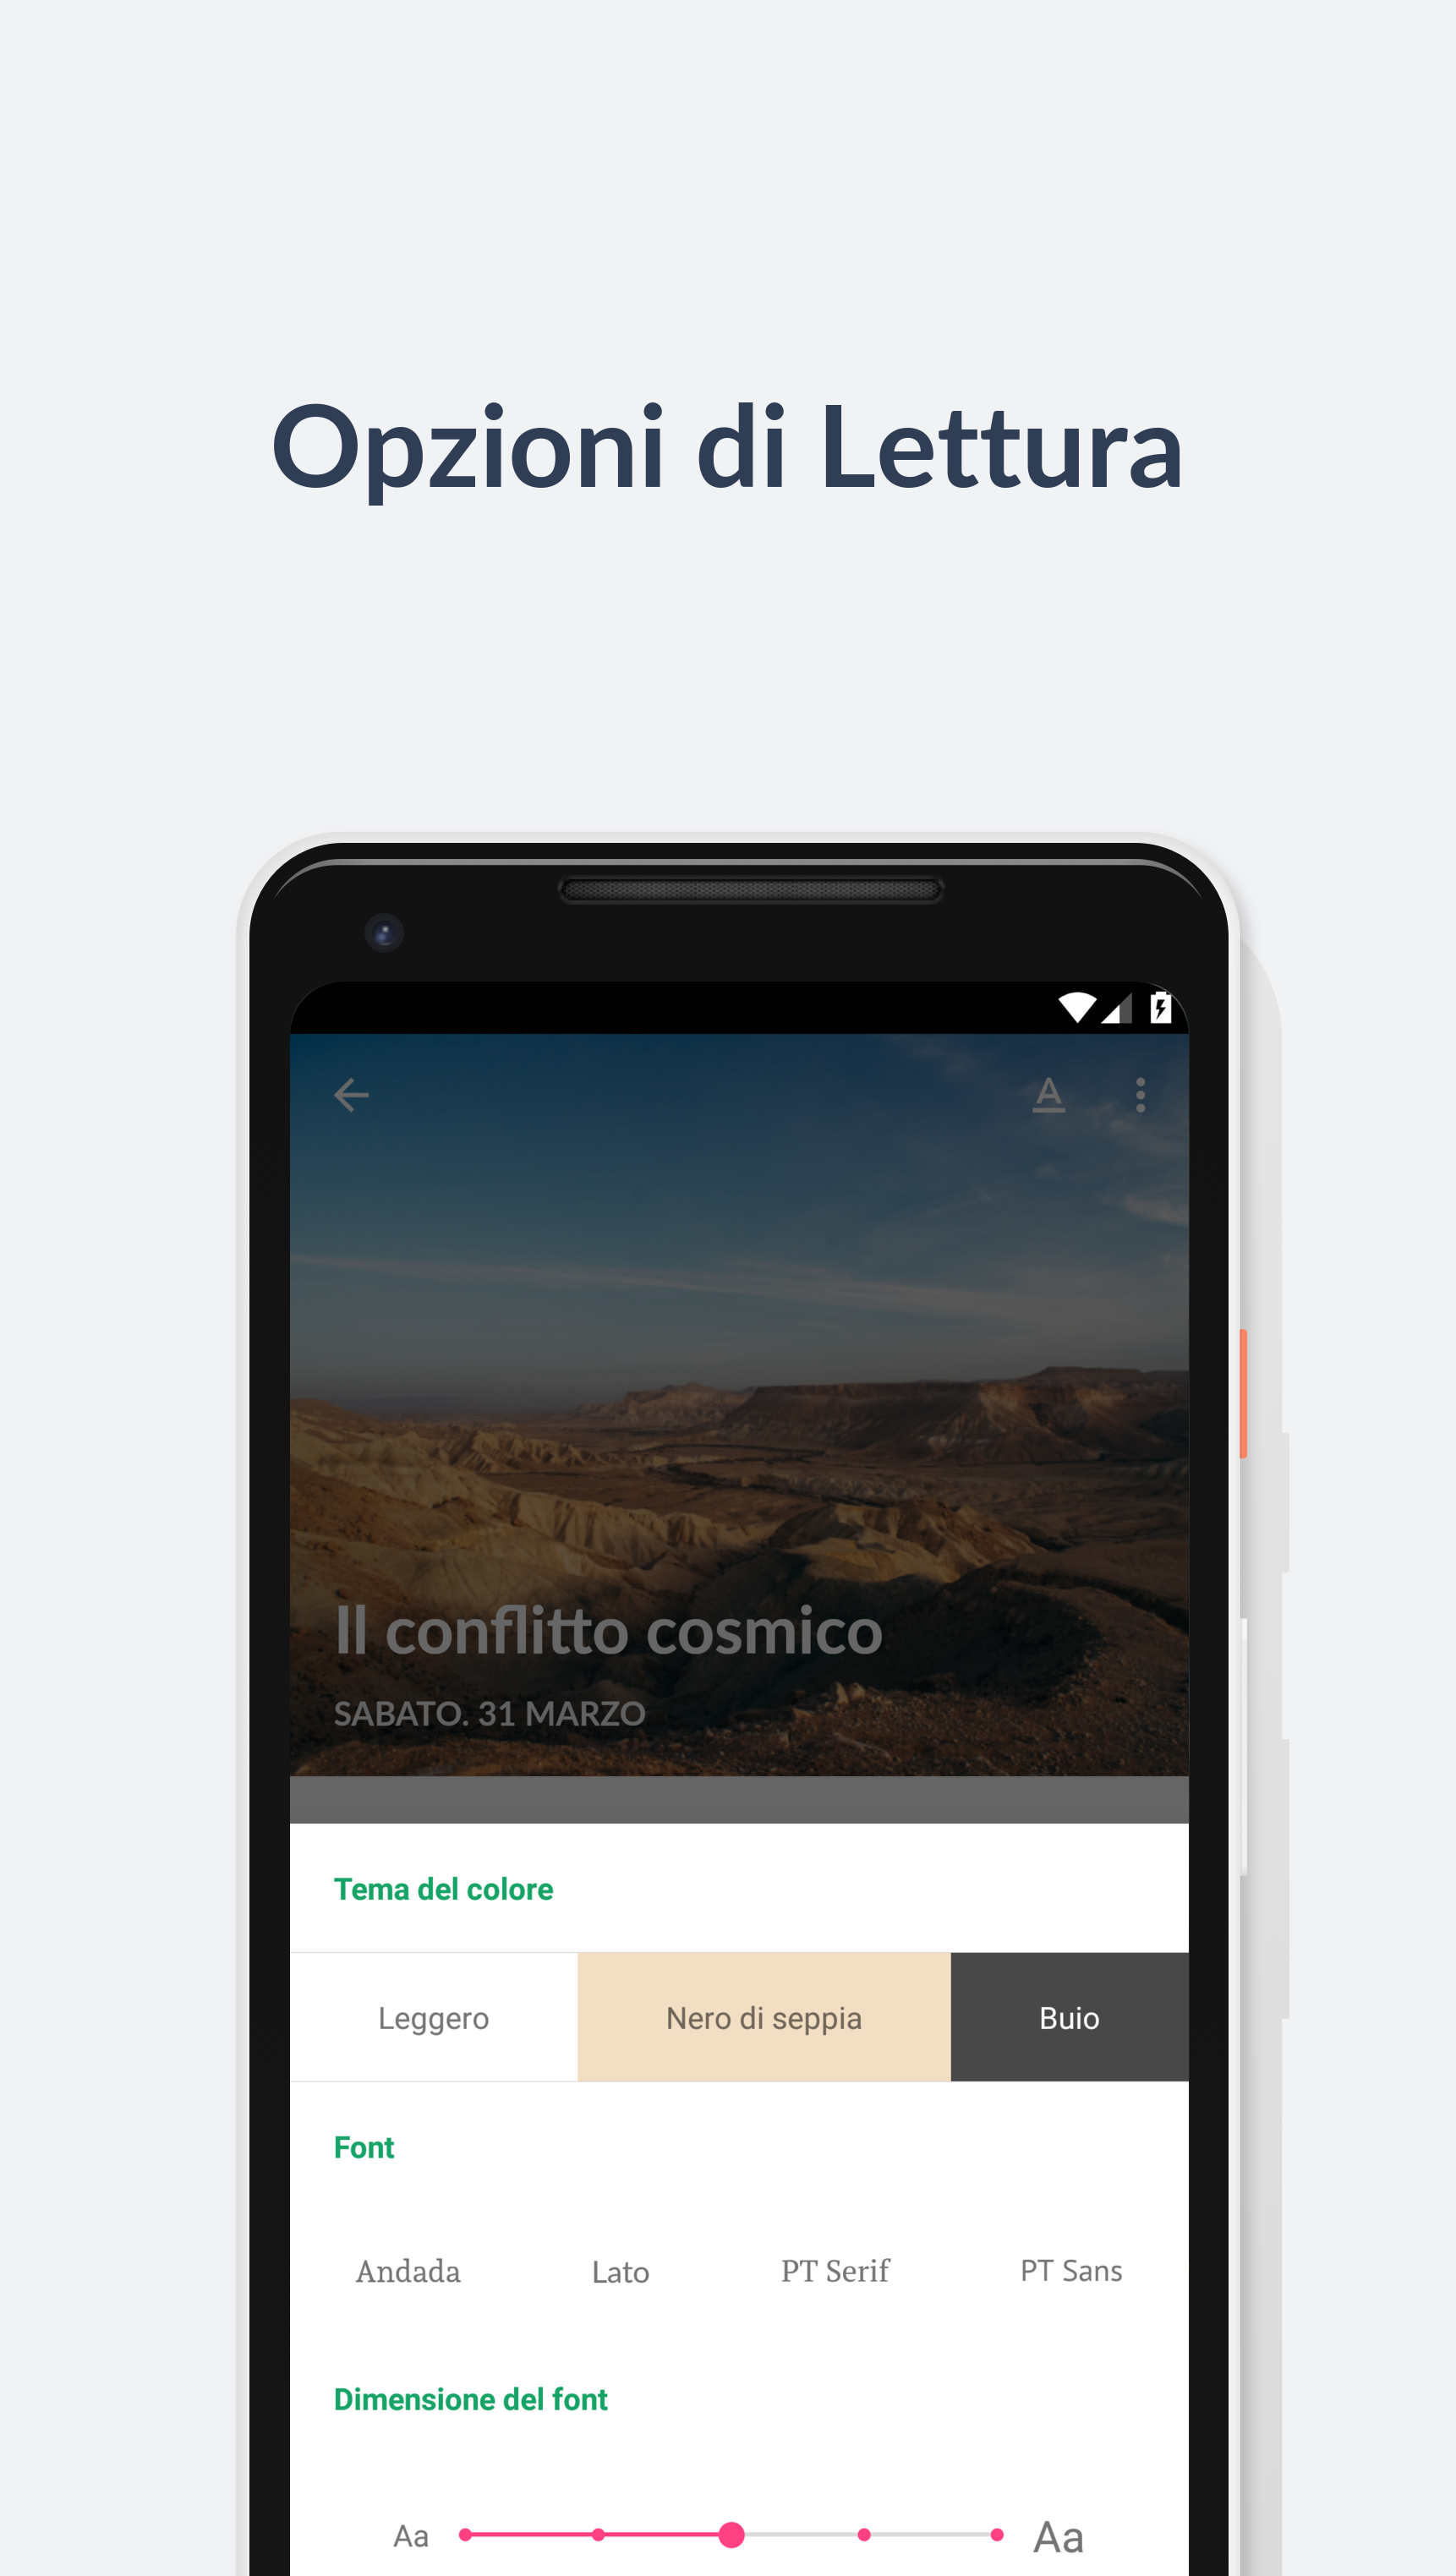 Opzioni di Lettura
A
Il conflitto cosmico
SABATO. 31 MARZO
Tema del colore
Leggero Nero di seppia Buio
Font
Andada Lato PT Serif PT Sans
Dimensione del font
Aa Aa